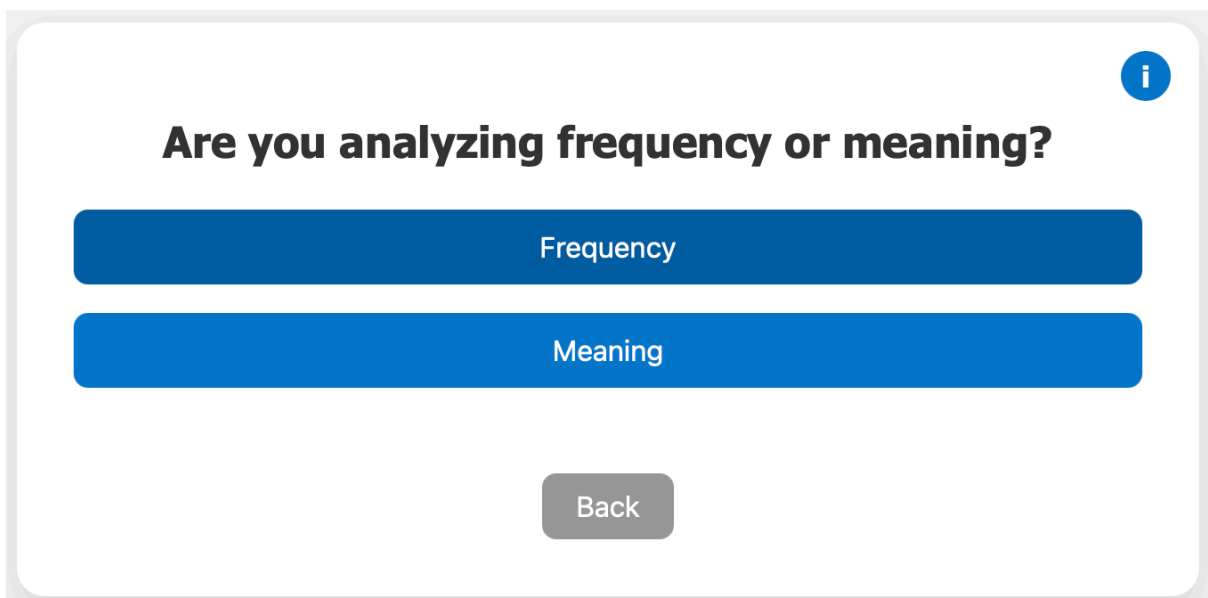 i
Are you analyzing frequency or meaning?
Frequency
Meaning
Back